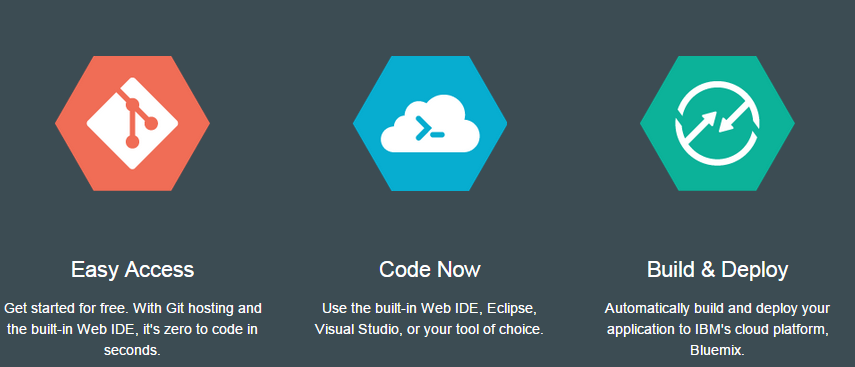 Easy Access
Get started for free. With Git hosting and
the built-in Web IDE, it's zero to code in
seconds.
Code Now
Use the built-in Web IDE, Eclipse,
Visual Studio, or your tool of choice.
Build & Deploy
Automatically build and deploy your
application to IBM's cloud platform,
Bluemix.